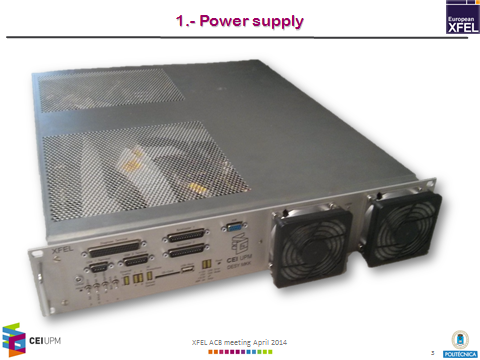 1.- Power supply
European
XFEL
XFEL
CEI UPM
CEI UPM
XFEL ACB meeting April 2014
3
POLITÉCNICA